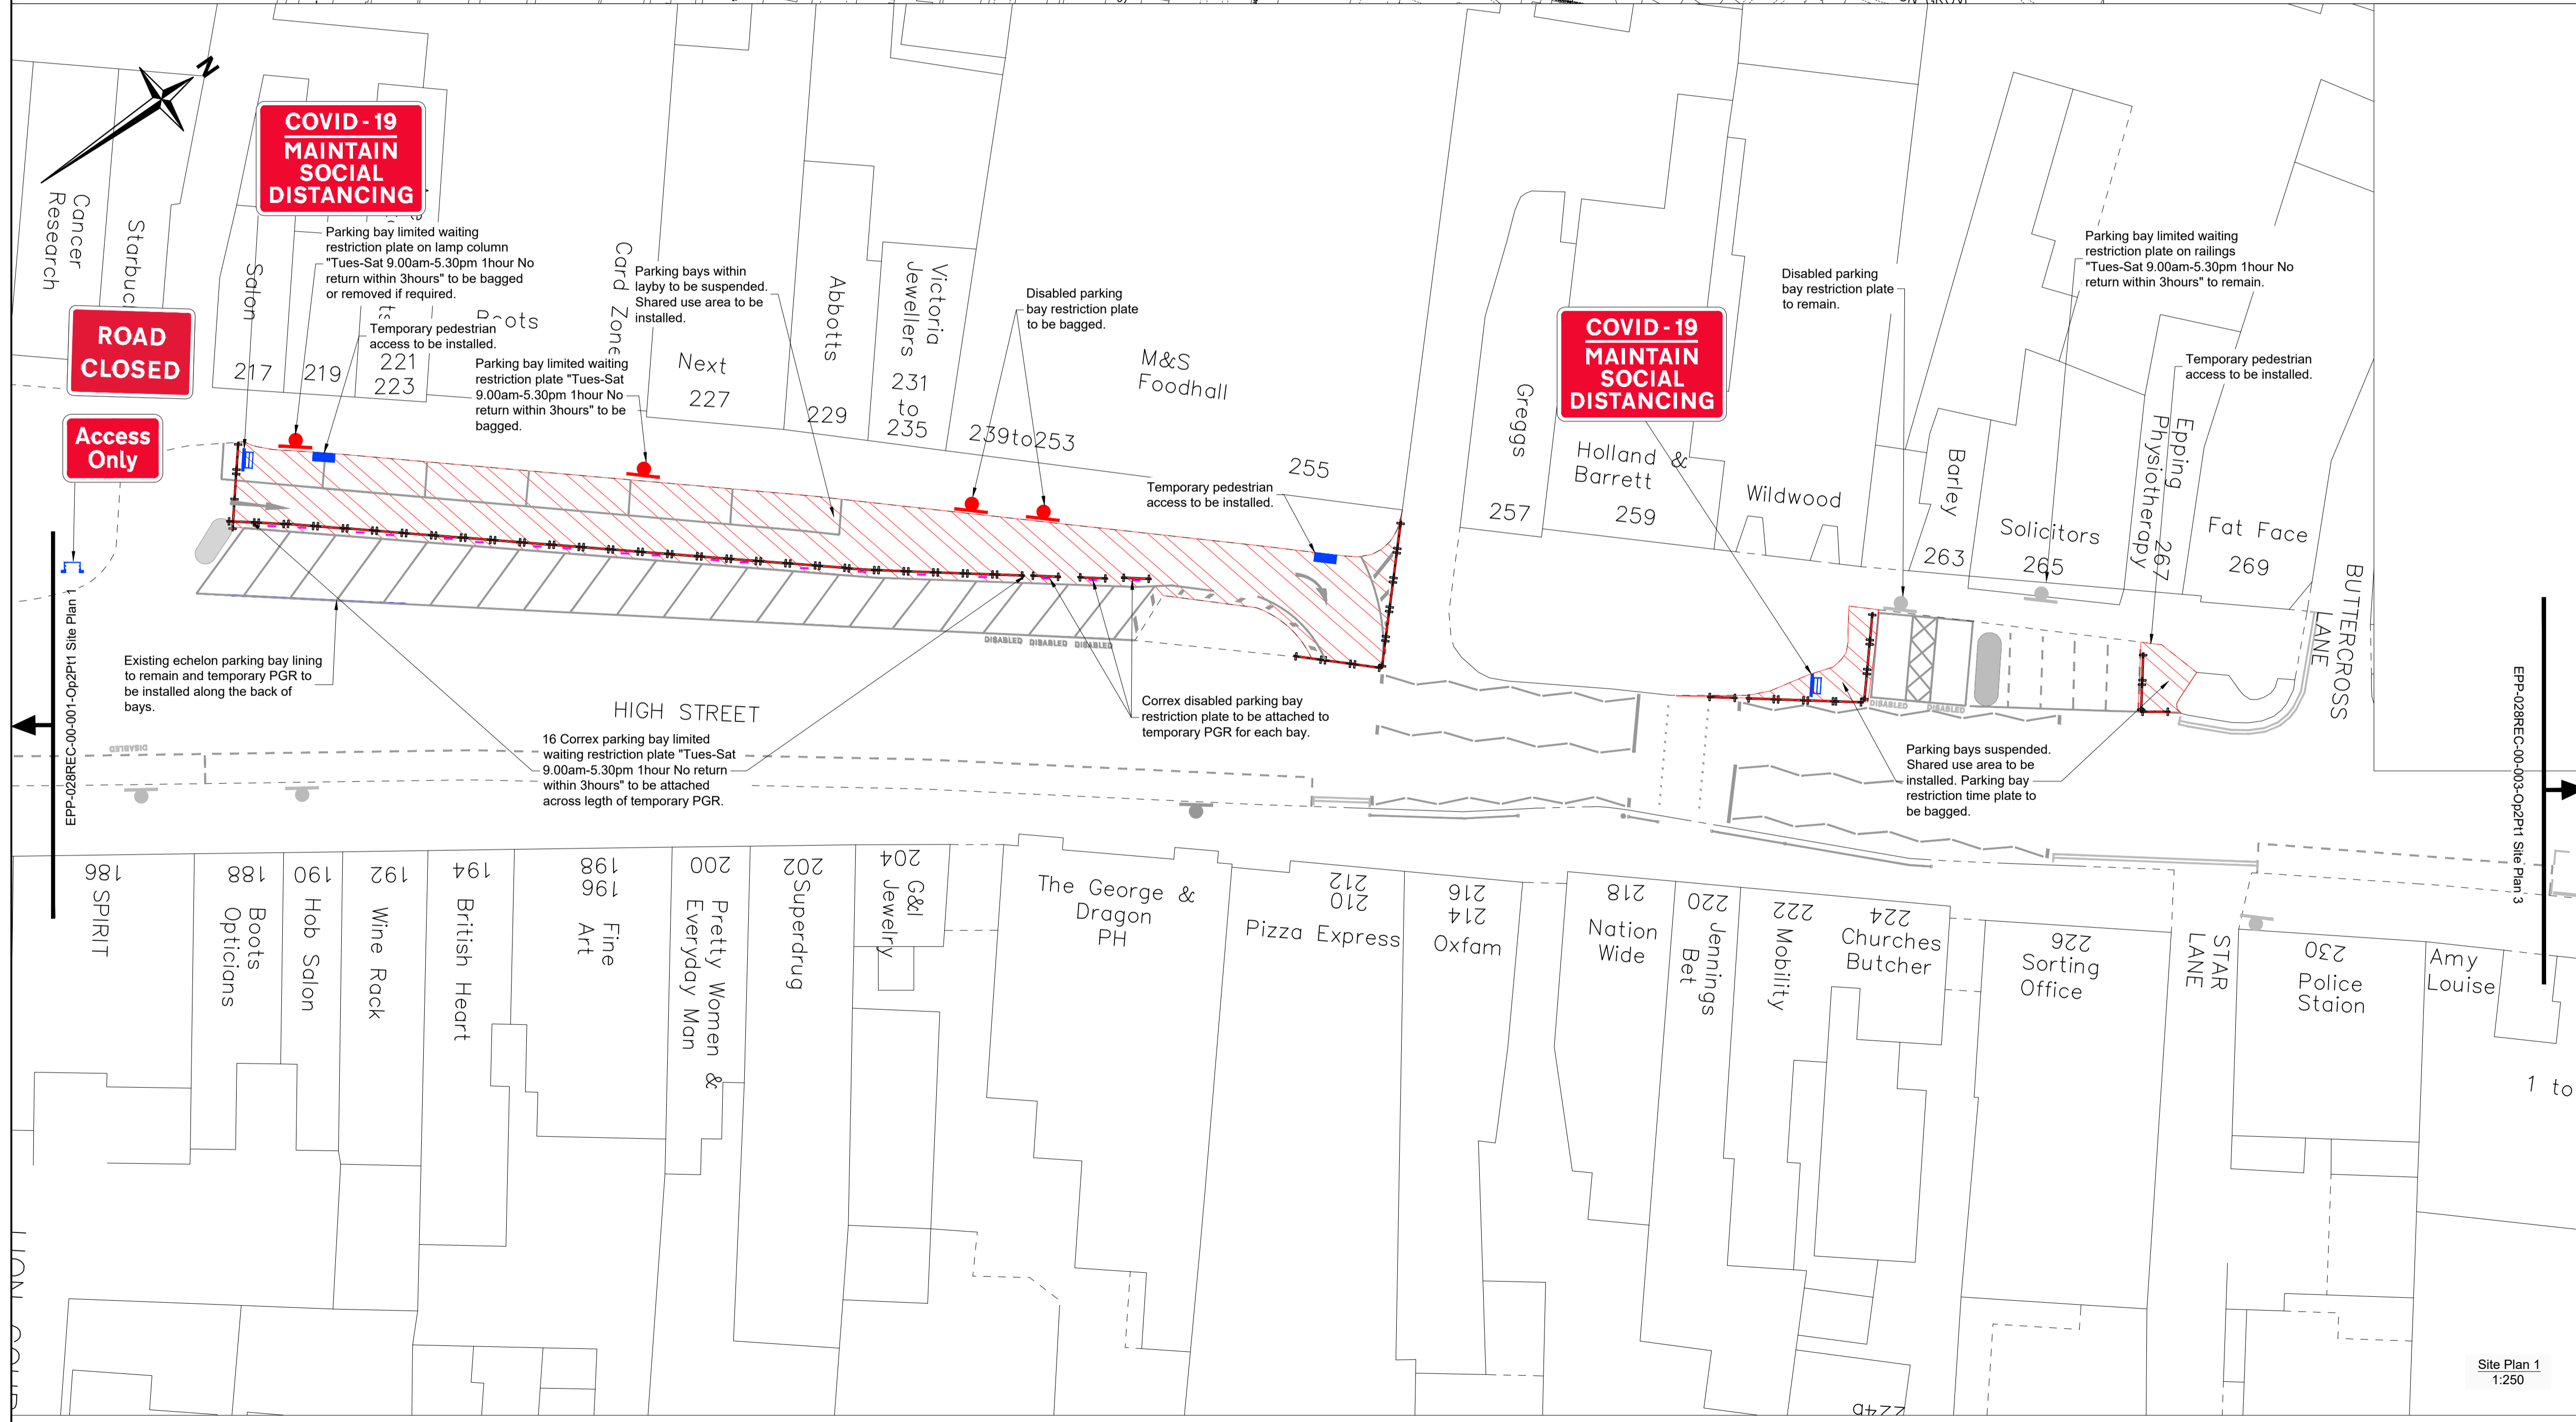 N
COVID - 19
MAINTAIN
SOCIAL
DISTANCING
Cancer
Research
ROAD
CLOSED
Access
Only
Salon
217
219
221
223
Parking bay limited waiting
restriction plate on lamp column
"Tues-Sat 9.00am-5.30pm 1hour No
return within 3hours" to be bagged
or removed if required.
Temporary pedestrian
access to be installed.
Parking bay limited waiting
restriction plate "Tues-Sat
9.00am-5.30pm 1hour No
return within 3hours" to be
bagged.
Card Zone
Parking bays within
layby to be suspended.
Shared use area to be
installed.
Next
227
Abbotts
229
Victoria
Jewellers
231
to
235
Disabled parking
bay restriction plate
to be bagged.
M&S
Foodhall
239to253
255
Temporary pedestrian
access to be installed.
Greggs
257
COVID - 19
MAINTAIN
SOCIAL
DISTANCING
Holland &
Barrett
259
Wildwood
Disabled parking
bay restriction plate
to remain.
Barley
263
Solicitors
265
Parking bay limited waiting
restriction plate on railings
"Tues-Sat 9.00am-5.30pm 1hour No
return within 3hours" to remain.
Temporary pedestrian
access to be installed.
Epping
Physiotherapy
267
Fat Face
269
BUTTERCROSS
LANE
EPP-028REC-00-001-Op2Pt1 Site Plan 1
EPP-028REC-00-003-Op2Pt1 Site Plan 3
DISABLED
DISABLED
DISABLED
DISABLED
DISABLED
Existing echelon parking bay lining
to remain and temporary PGR to
be installed along the back of
bays.
HIGH STREET
DISABLED
16 Correx parking bay limited
waiting restriction plate "Tues-Sat
9.00am-5.30pm 1hour No return
within 3hours" to be attached
across legth of temporary PGR.
Correx disabled parking bay
restriction plate to be attached to
temporary PGR for each bay.
Parking bays suspended.
Shared use area to be
installed. Parking bay
restriction time plate to
be bagged.
186
SPIRIT
188
Boots
Opticians
190
Hob Salon
192
Wine Rack
194
British Heart
198
196
Fine
Art
200
Pretty Women &
Everyday Man
202
Superdrug
204
G&I
Jewelry
The George &
Dragon
PH
212
210
Pizza Express
216
214
Oxfam
218
Nation
Wide
220
Jennings
Bet
222
Mobility
224
Churches
Butcher
226
Sorting
Office
STAR
LANE
230
Police
Staion
Amy
Louise
1 to
224a
Site Plan 1
1:250